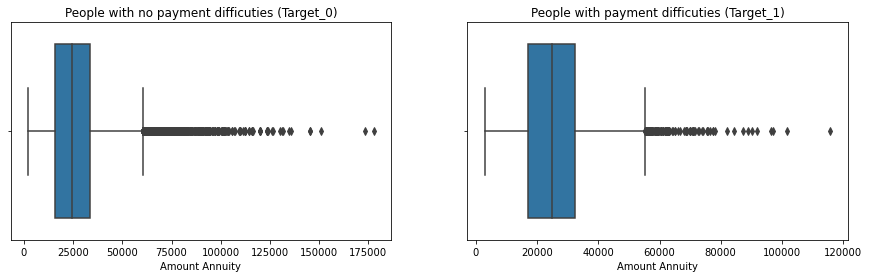 People with no payment difficuties (Target_0)
0 25000 50000 75000 100000 125000 150000 175000
Amount Annuity
People with payment difficuties (Target_1)
0 20000 40000 60000 80000 100000 120000
Amount Annuity